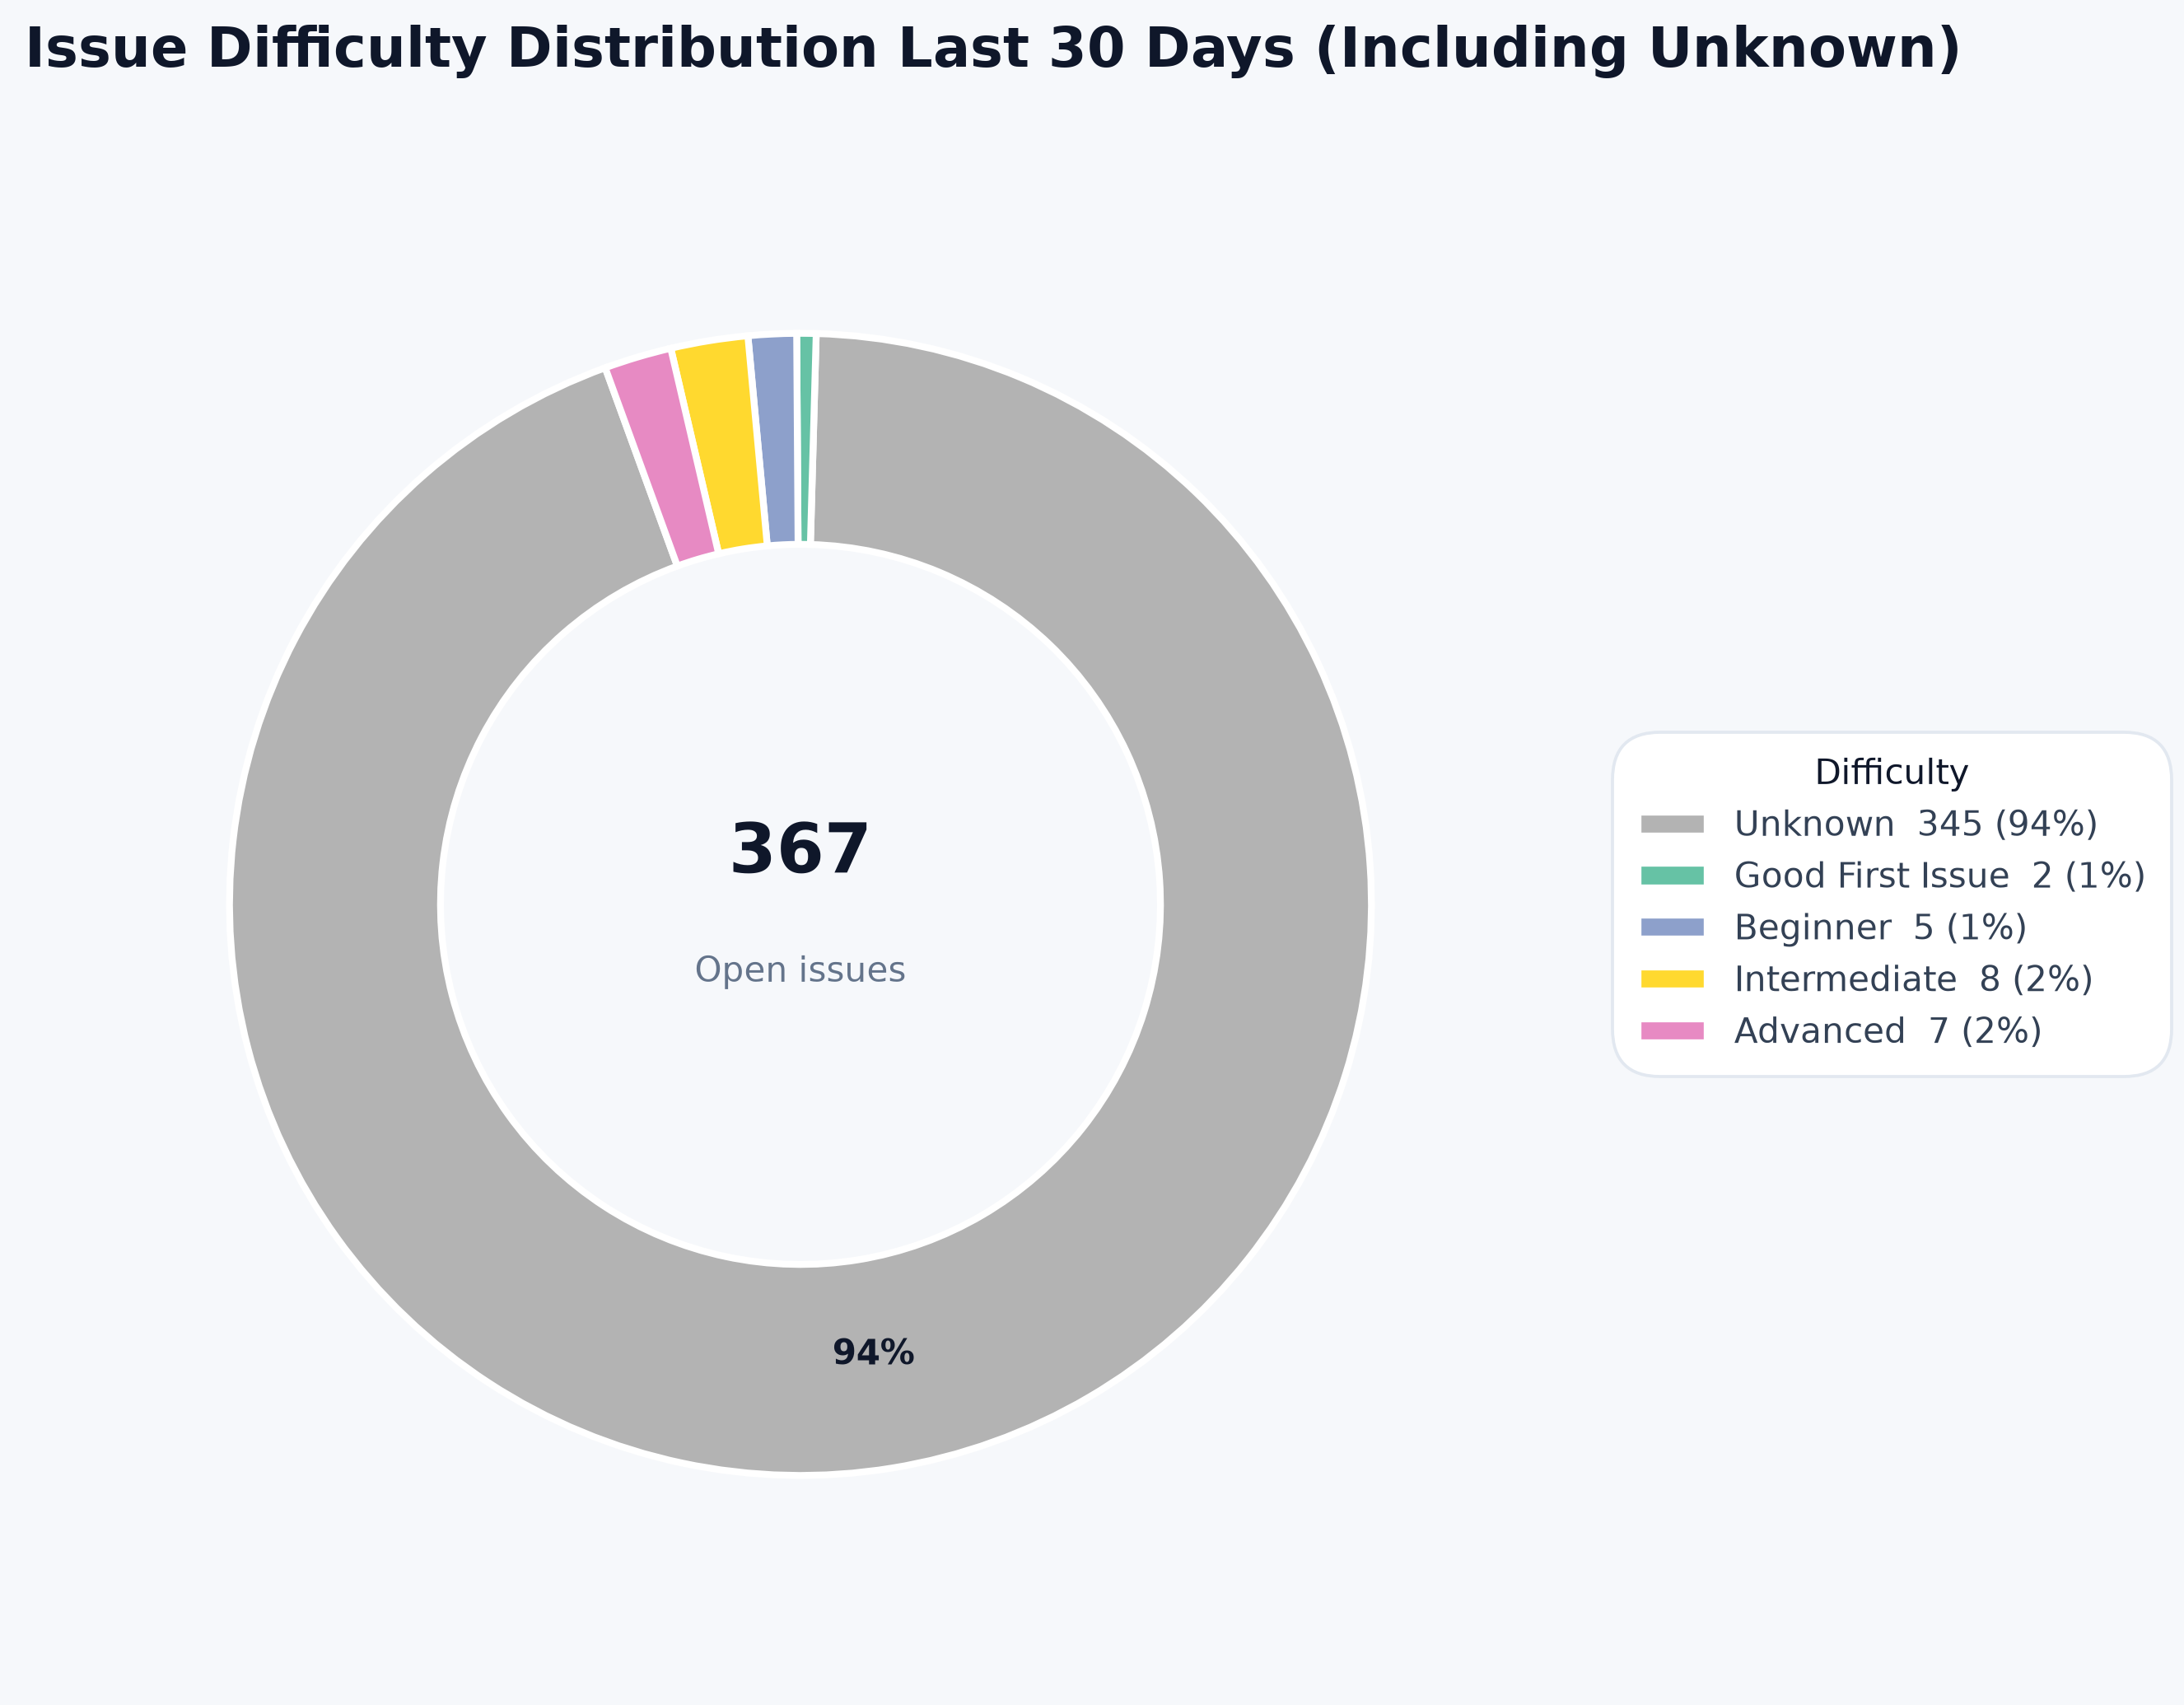 Issue Difficulty Distribution Last 30 Days (Including Unknown)
367
Open issues
94%
Difficulty
Unknown  345 (94%)
Good First Issue  2 (1%)
Beginner  5 (1%)
Intermediate  8 (2%)
Advanced  7 (2%)